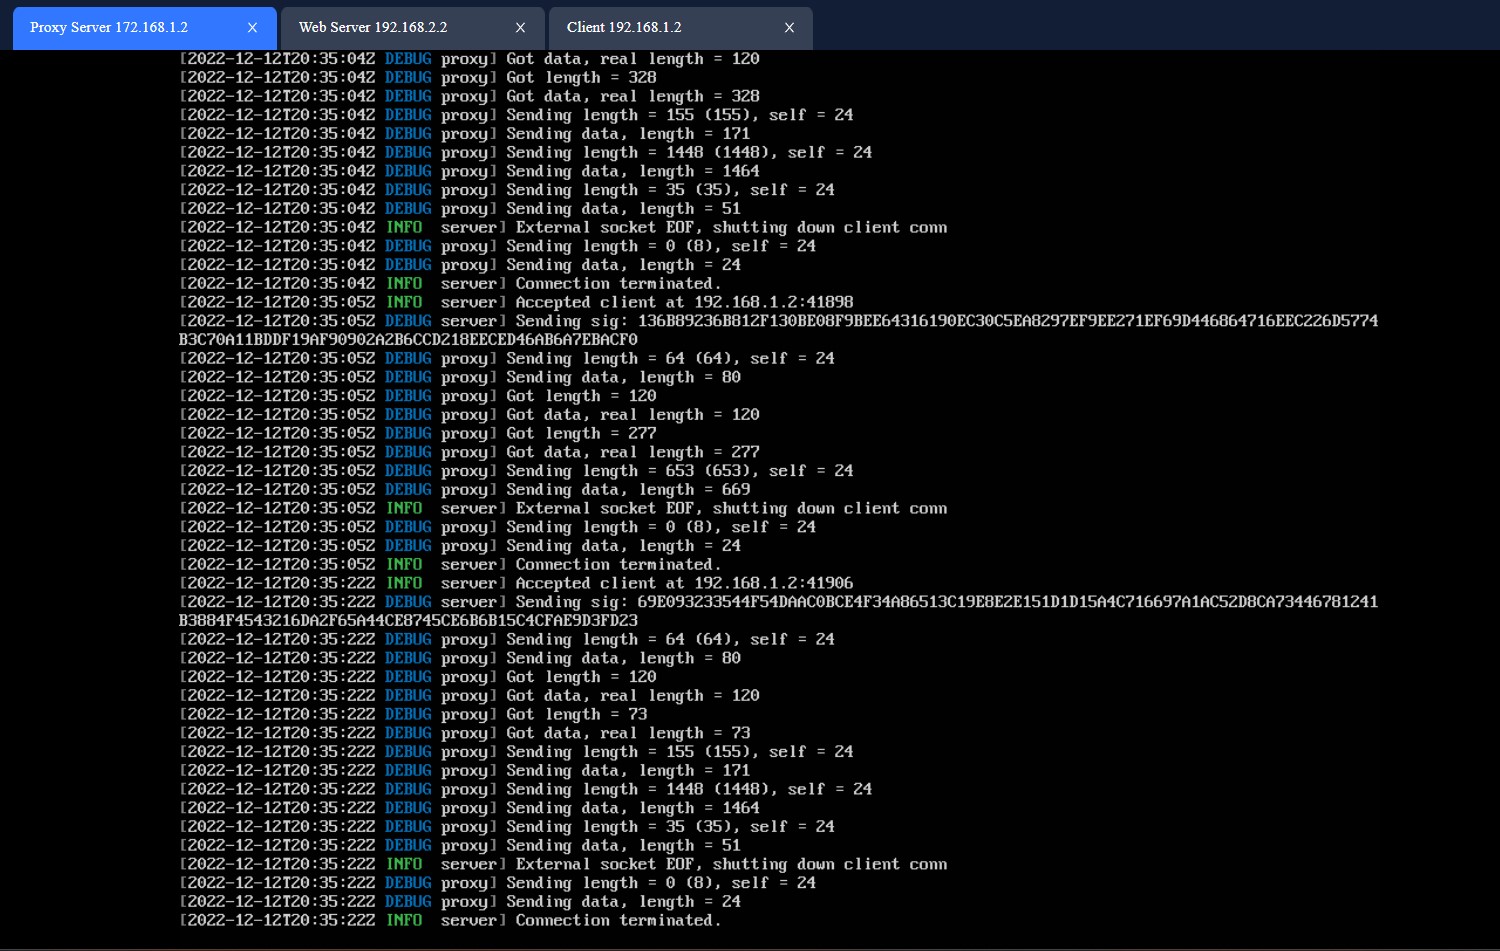 Proxy Server 172.168.1.2 X Web Server 192.168.2.2 X Client 192.168.1.2 X
[2022-12-12T20:35:04Z DEBUG proxy] Got data, real length = 120
[2022-12-12T20:35:04Z DEBUG proxy] Got length = 328
[2022-12-12T20:35:04Z DEBUG proxy] Got data, real length = 328
[2022-12-12T20:35:04Z DEBUG proxy] Sending length = 155 (155), self = 24
[2022-12-12T20:35:04Z DEBUG proxy] Sending data, length = 171
[2022-12-12T20:35:04Z DEBUG proxy] Sending length = 1448 (1448), self = 24
[2022-12-12T20:35:04Z DEBUG proxy] Sending data, length = 1464
[2022-12-12T20:35:04Z DEBUG proxy] Sending length = 35 (35), self = 24
[2022-12-12T20:35:04Z DEBUG proxy] Sending data, length = 51
[2022-12-12T20:35:04Z INFO  server] External socket EOF, shutting down client conn
[2022-12-12T20:35:04Z DEBUG proxy] Sending length = 0 (8), self = 24
[2022-12-12T20:35:04Z DEBUG proxy] Sending data, length = 24
[2022-12-12T20:35:04Z INFO  server] Connection terminated.
[2022-12-12T20:35:05Z INFO  server] Accepted client at 192.168.1.2:41898
[2022-12-12T20:35:05Z DEBUG server] Sending sig: 136B89236B812F130BE08F9BEE64316190EC30C5EA8297EF9EE271EF69D446864716EEC226D5774
B3C70A11BDDF19AF90902A2B6CCD218EECED46AB6A7EBACF0
[2022-12-12T20:35:05Z DEBUG proxy] Sending length = 64 (64), self = 24
[2022-12-12T20:35:05Z DEBUG proxy] Sending data, length = 80
[2022-12-12T20:35:05Z DEBUG proxy] Got length = 120
[2022-12-12T20:35:05Z DEBUG proxy] Got data, real length = 120
[2022-12-12T20:35:05Z DEBUG proxy] Got length = 277
[2022-12-12T20:35:05Z DEBUG proxy] Got data, real length = 277
[2022-12-12T20:35:05Z DEBUG proxy] Sending length = 653 (653), self = 24
[2022-12-12T20:35:05Z DEBUG proxy] Sending data, length = 669
[2022-12-12T20:35:05Z INFO  server] External socket EOF, shutting down client conn
[2022-12-12T20:35:05Z DEBUG proxy] Sending length = 0 (8), self = 24
[2022-12-12T20:35:05Z DEBUG proxy] Sending data, length = 24
[2022-12-12T20:35:05Z INFO  server] Connection terminated.
[2022-12-12T20:35:22Z INFO  server] Accepted client at 192.168.1.2:41906
[2022-12-12T20:35:22Z DEBUG server] Sending sig: 69E093233544F54DAAC0BCE4F34A86513C19E8E2E151D1D15A4C716697A1AC52D8CA73446781241
B3884F4543216DA2F65A44CE8745CE6B6B15C4CFAE9D3FD23
[2022-12-12T20:35:22Z DEBUG proxy] Sending length = 64 (64), self = 24
[2022-12-12T20:35:22Z DEBUG proxy] Sending data, length = 80
[2022-12-12T20:35:22Z DEBUG proxy] Got length = 120
[2022-12-12T20:35:22Z DEBUG proxy] Got data, real length = 120
[2022-12-12T20:35:22Z DEBUG proxy] Got length = 73
[2022-12-12T20:35:22Z DEBUG proxy] Got data, real length = 73
[2022-12-12T20:35:22Z DEBUG proxy] Sending length = 155 (155), self = 24
[2022-12-12T20:35:22Z DEBUG proxy] Sending data, length = 171
[2022-12-12T20:35:22Z DEBUG proxy] Sending length = 1448 (1448), self = 24
[2022-12-12T20:35:22Z DEBUG proxy] Sending data, length = 1464
[2022-12-12T20:35:22Z DEBUG proxy] Sending length = 35 (35), self = 24
[2022-12-12T20:35:22Z DEBUG proxy] Sending data, length = 51
[2022-12-12T20:35:22Z INFO  server] External socket EOF, shutting down client conn
[2022-12-12T20:35:22Z DEBUG proxy] Sending length = 0 (8), self = 24
[2022-12-12T20:35:22Z DEBUG proxy] Sending data, length = 24
[2022-12-12T20:35:22Z INFO  server] Connection terminated.